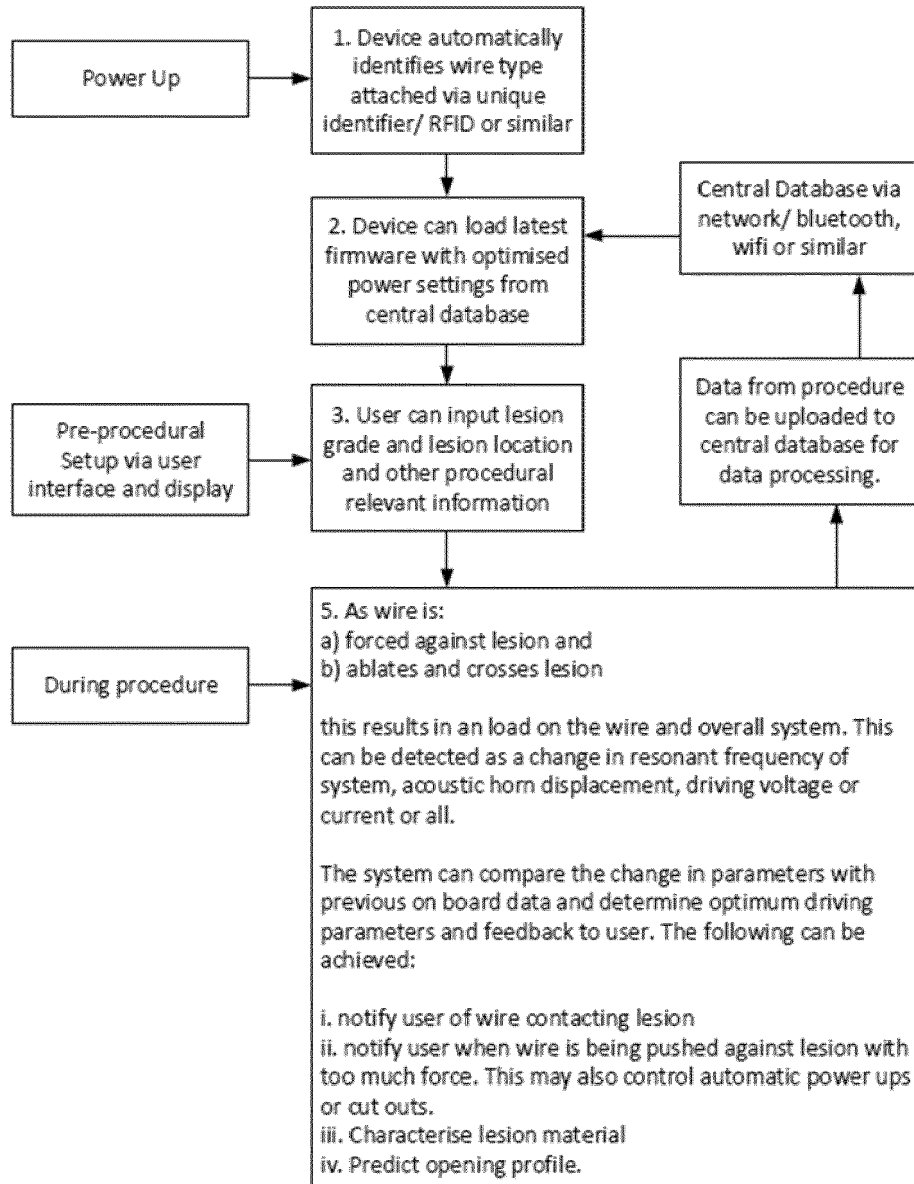 Power Up
1. Device automatically
identifies wire type
attached via unique
identifier/ RFID or similar
2. Device can load latest
firmware with optimised
power settings from
central database
Central Database via
network/ bluetooth,
wifi or similar
Pre-procedural
Setup via user
interface and display
3. User can input lesion
grade and lesion location
and other procedural
relevant information
Data from procedure
can be uploaded to
central database for
data processing.
During procedure
5. As wire is:
a) forced against lesion and
b) ablates and crosses lesion
this results in an load on the wire and overall system. This
can be detected as a change in resonant frequency of
system, acoustic horn displacement, driving voltage or
current or all.
The system can compare the change in parameters with
previous on board data and determine optimum driving
parameters and feedback to user. The following can be
achieved:
i. notify user of wire contacting lesion
ii. notify user when wire is being pushed against lesion with
too much force. This may also control automatic power ups
or cut outs.
iii. Characterise lesion material
iv. Predict opening profile.